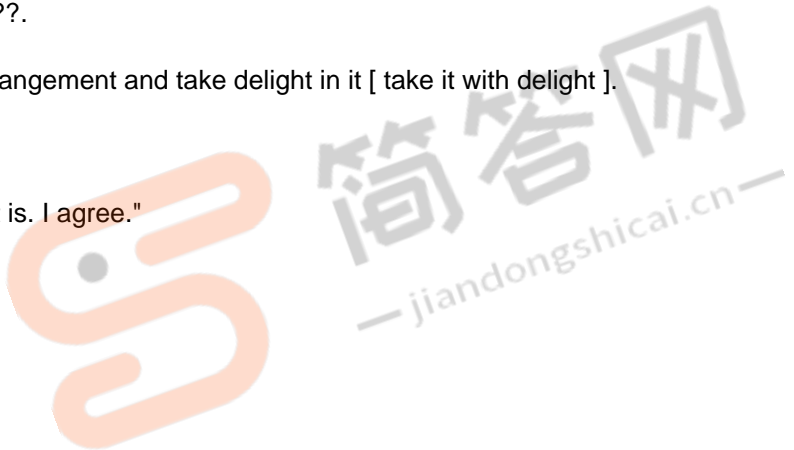 ??.
angement and take delight in it [ take it with delight ].
is. I agree."
简答网
— jiandongshicai.cn —